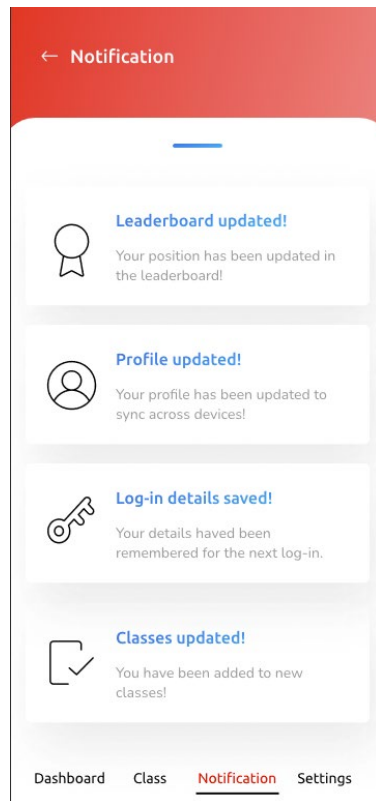 ← Notification
Leaderboard updated!
Your position has been updated in
the leaderboard!
Profile updated!
Your profile has been updated to
sync across devices!
Log-in details saved!
Your details haved been
remembered for the next log-in.
Classes updated!
You have been added to new
classes!
Dashboard Class Notification Settings